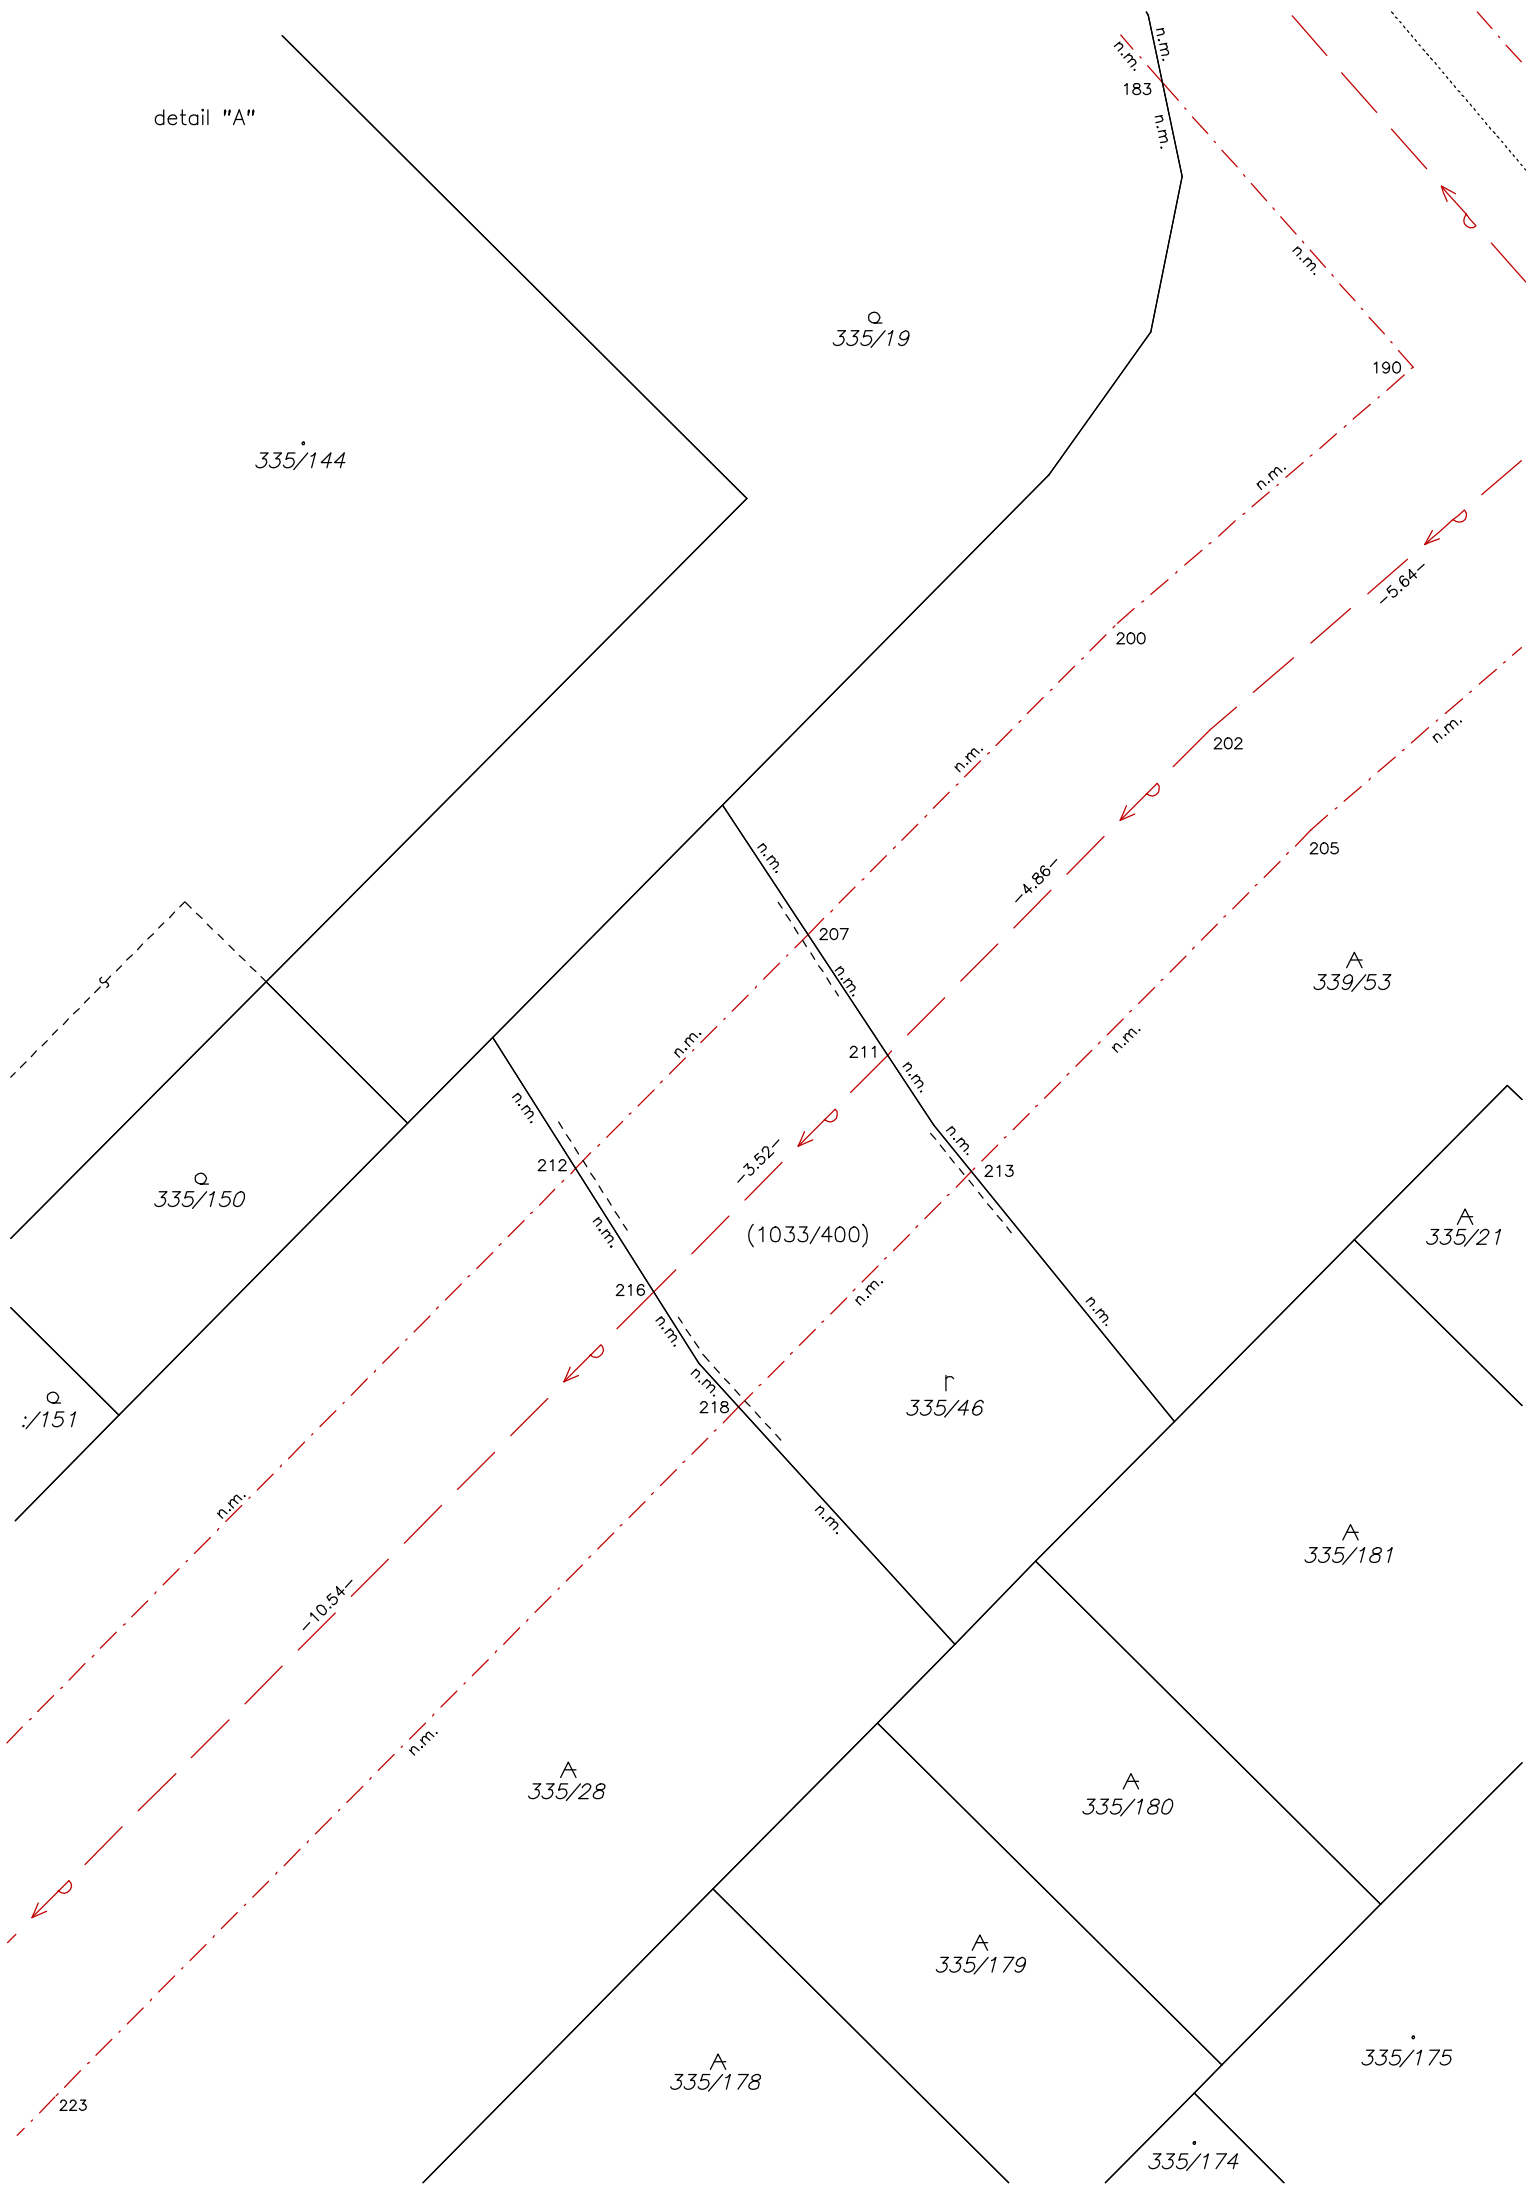 n.m.
n.m.
183
detail "A"
n.m.
n.m.
Q
335/19
190
335/144
n.m.
-5.64-
200
202
n.m.
205
n.m.
-4.86-
207
A
339/53
n.m.
n.m.
n.m.
211
n.m.
n.m.
n.m.
-3.52-
212
213
Q
335/150
A
335/21
n.m.
(1033/400)
216
n.m.
n.m.
n.m.
n.m.
r
335/46
Q
:/151
218
n.m.
n.m.
A
335/181
-10.54-
n.m.
A
335/28
A
335/180
A
335/179
335/175
A
335/178
223
335/174